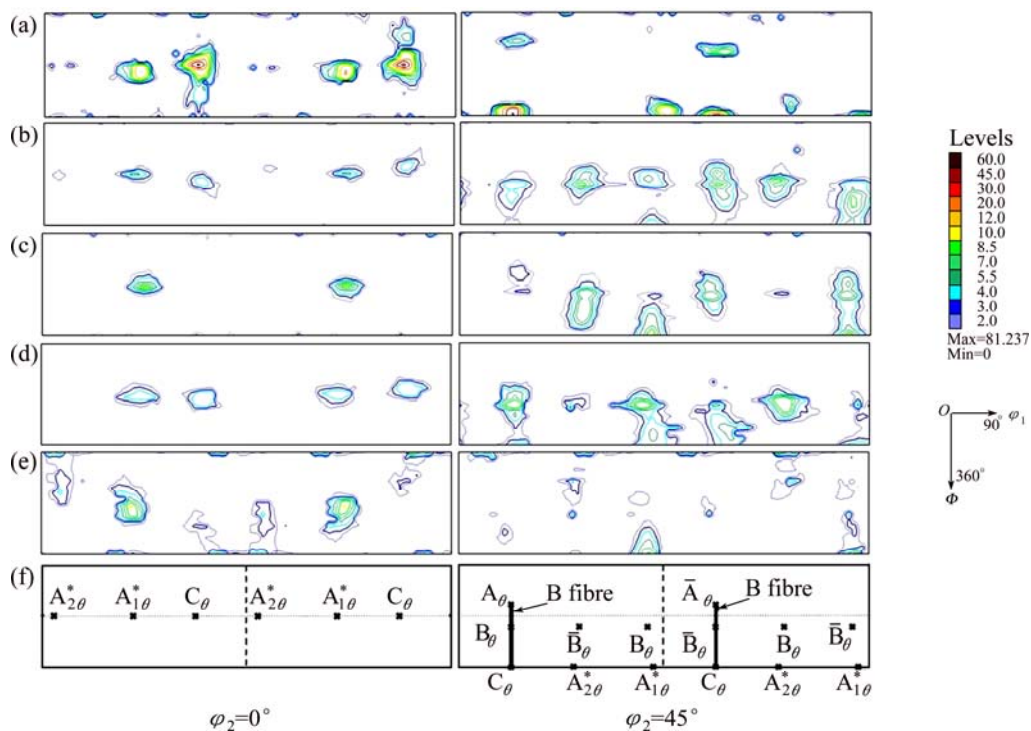 (a)
(b)
(c)
(d)
(e)
(f)
Levels
60.0
45.0
30.0
20.0
12.0
10.0
8.5
7.0
5.5
4.0
3.0
2.0
Max=81.237
Min=0
O 90° φ₁
360°
Φ
A*₂θ A*₁θ Cθ A*₂θ A*₁θ Cθ
Aθ B fibre A̅θ B fibre
Bθ B̅θ Bθ B̅θ Bθ B̅θ
Cθ A*₂θ A*₁θ Cθ A*₂θ A*₁θ
φ₂=0° φ₂=45°